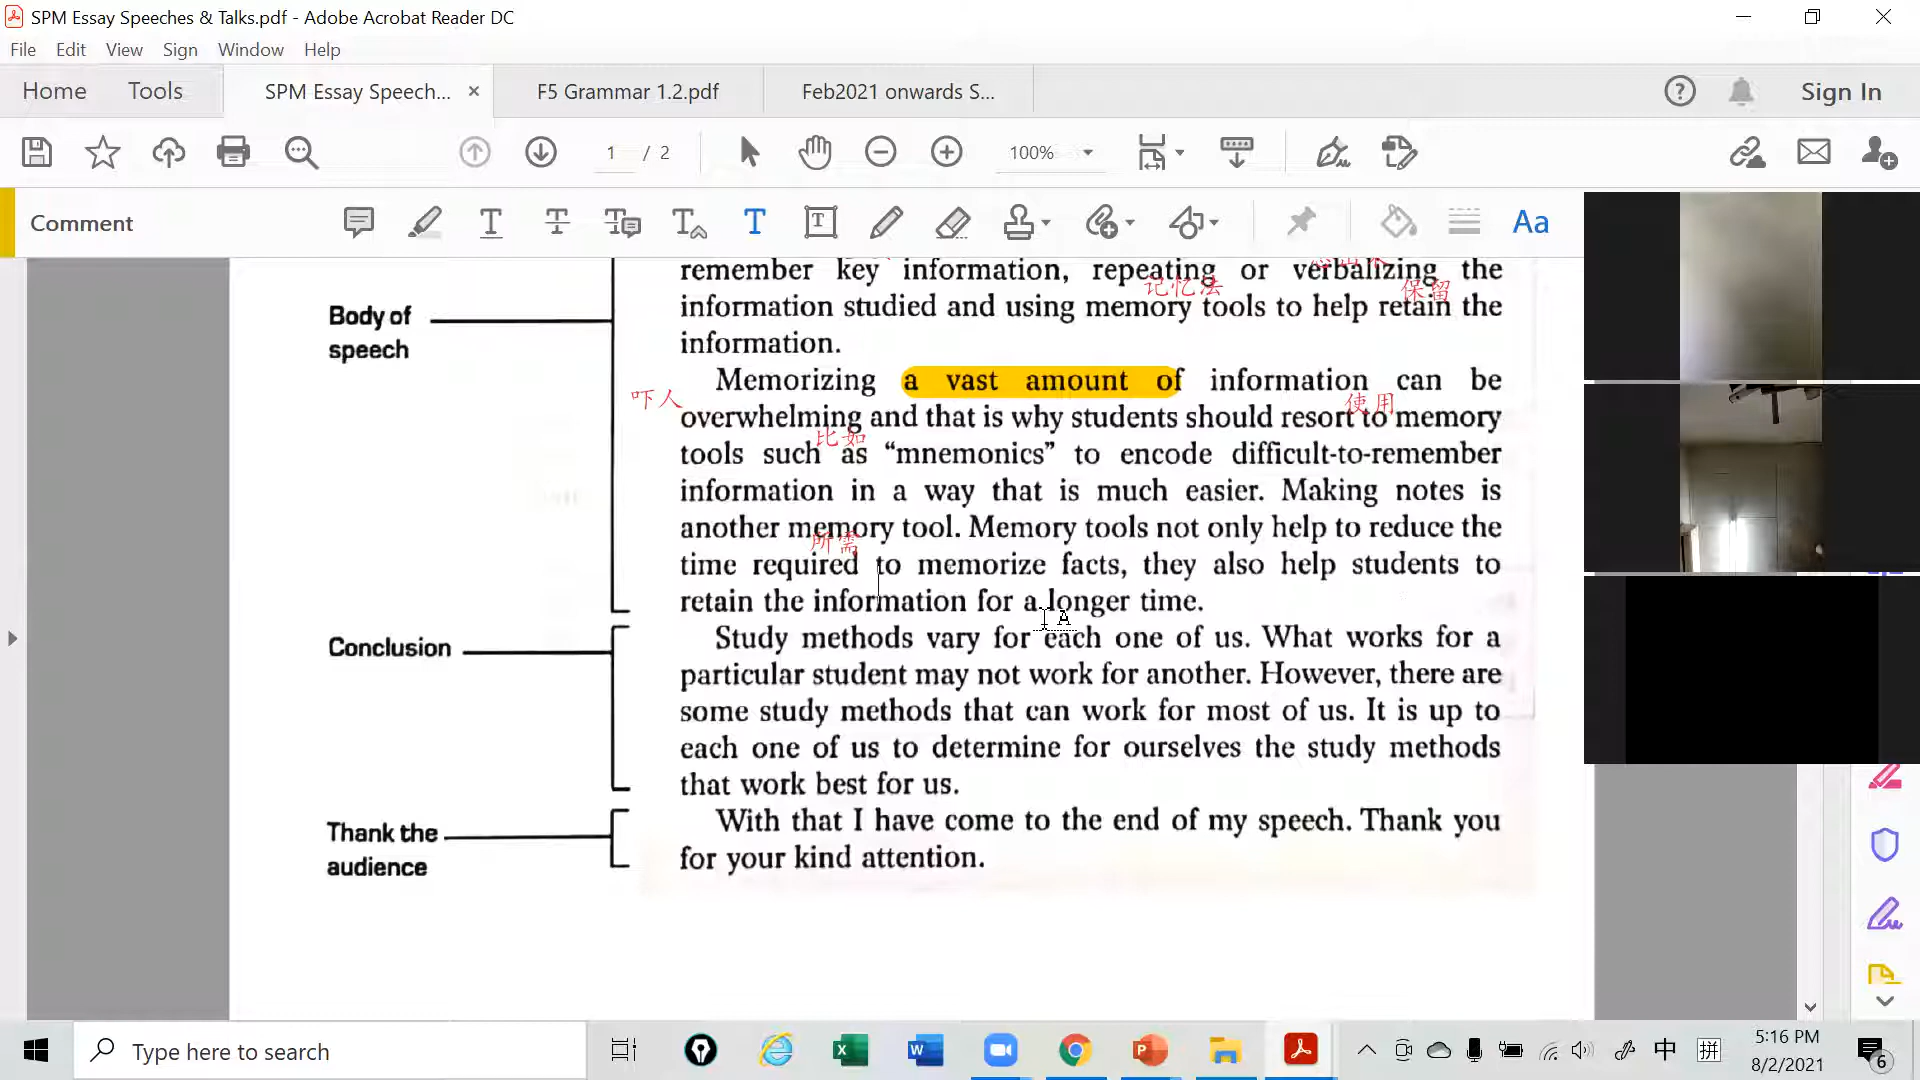 SPM Essay Speeches & Talks.pdf - Adobe Acrobat Reader DC
File Edit View Sign Window Help
Home Tools SPM Essay Speech... × F5 Grammar 1.2.pdf Feb2021 onwards S... Sign In
1 / 2 100%
Comment
remember key information, repeating or verbalizing the
记忆法 保留
information studied and using memory tools to help retain the
information.
Body of
speech
Memorizing a vast amount of information can be
吓人 使用
overwhelming and that is why students should resort to memory
比如
tools such as “mnemonics” to encode difficult-to-remember
information in a way that is much easier. Making notes is
another memory tool. Memory tools not only help to reduce the
所需
time required to memorize facts, they also help students to
retain the information for a longer time.
Conclusion
Study methods vary for each one of us. What works for a
particular student may not work for another. However, there are
some study methods that can work for most of us. It is up to
each one of us to determine for ourselves the study methods
that work best for us.
Thank the
audience
With that I have come to the end of my speech. Thank you
for your kind attention.
Type here to search
中 拼 5:16 PM
8/2/2021
6